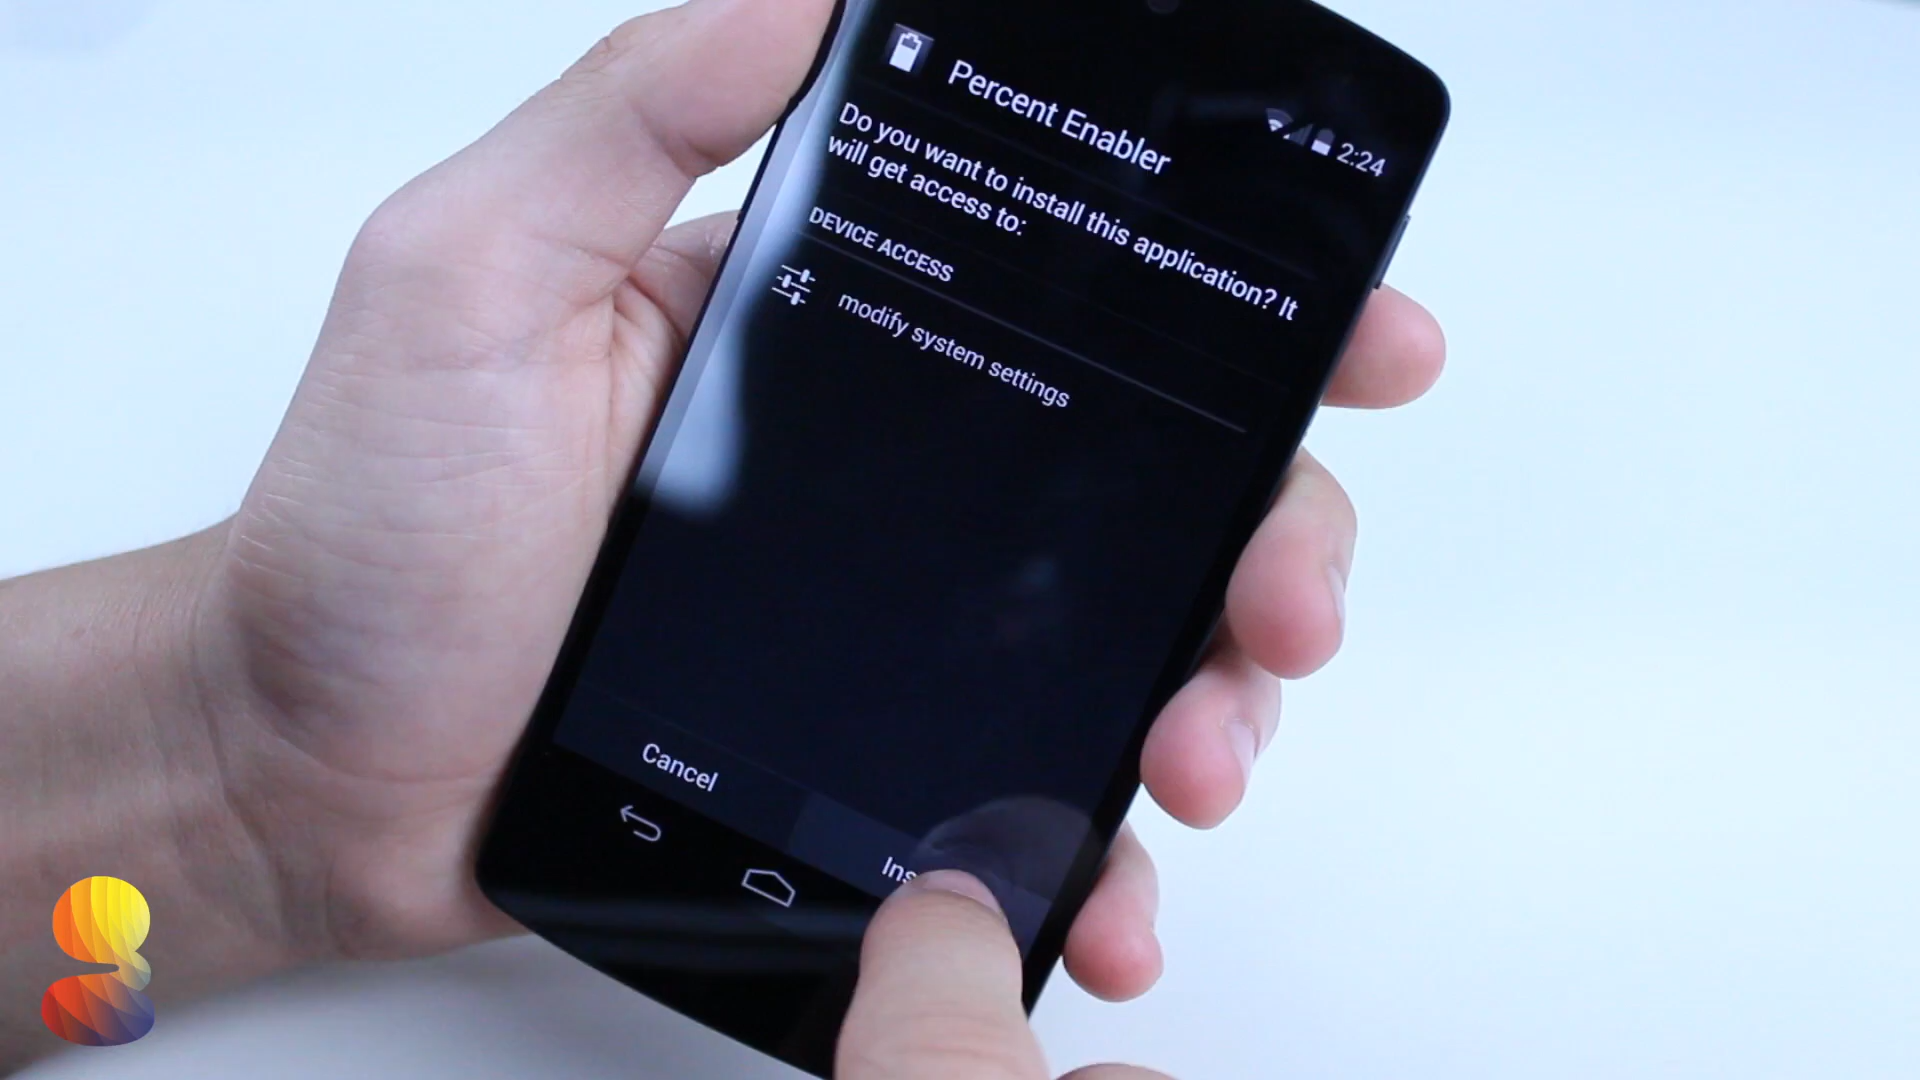 Percent Enabler
2:24
Do you want to install this application? It
will get access to:
DEVICE ACCESS
modify system settings
Cancel
Ins